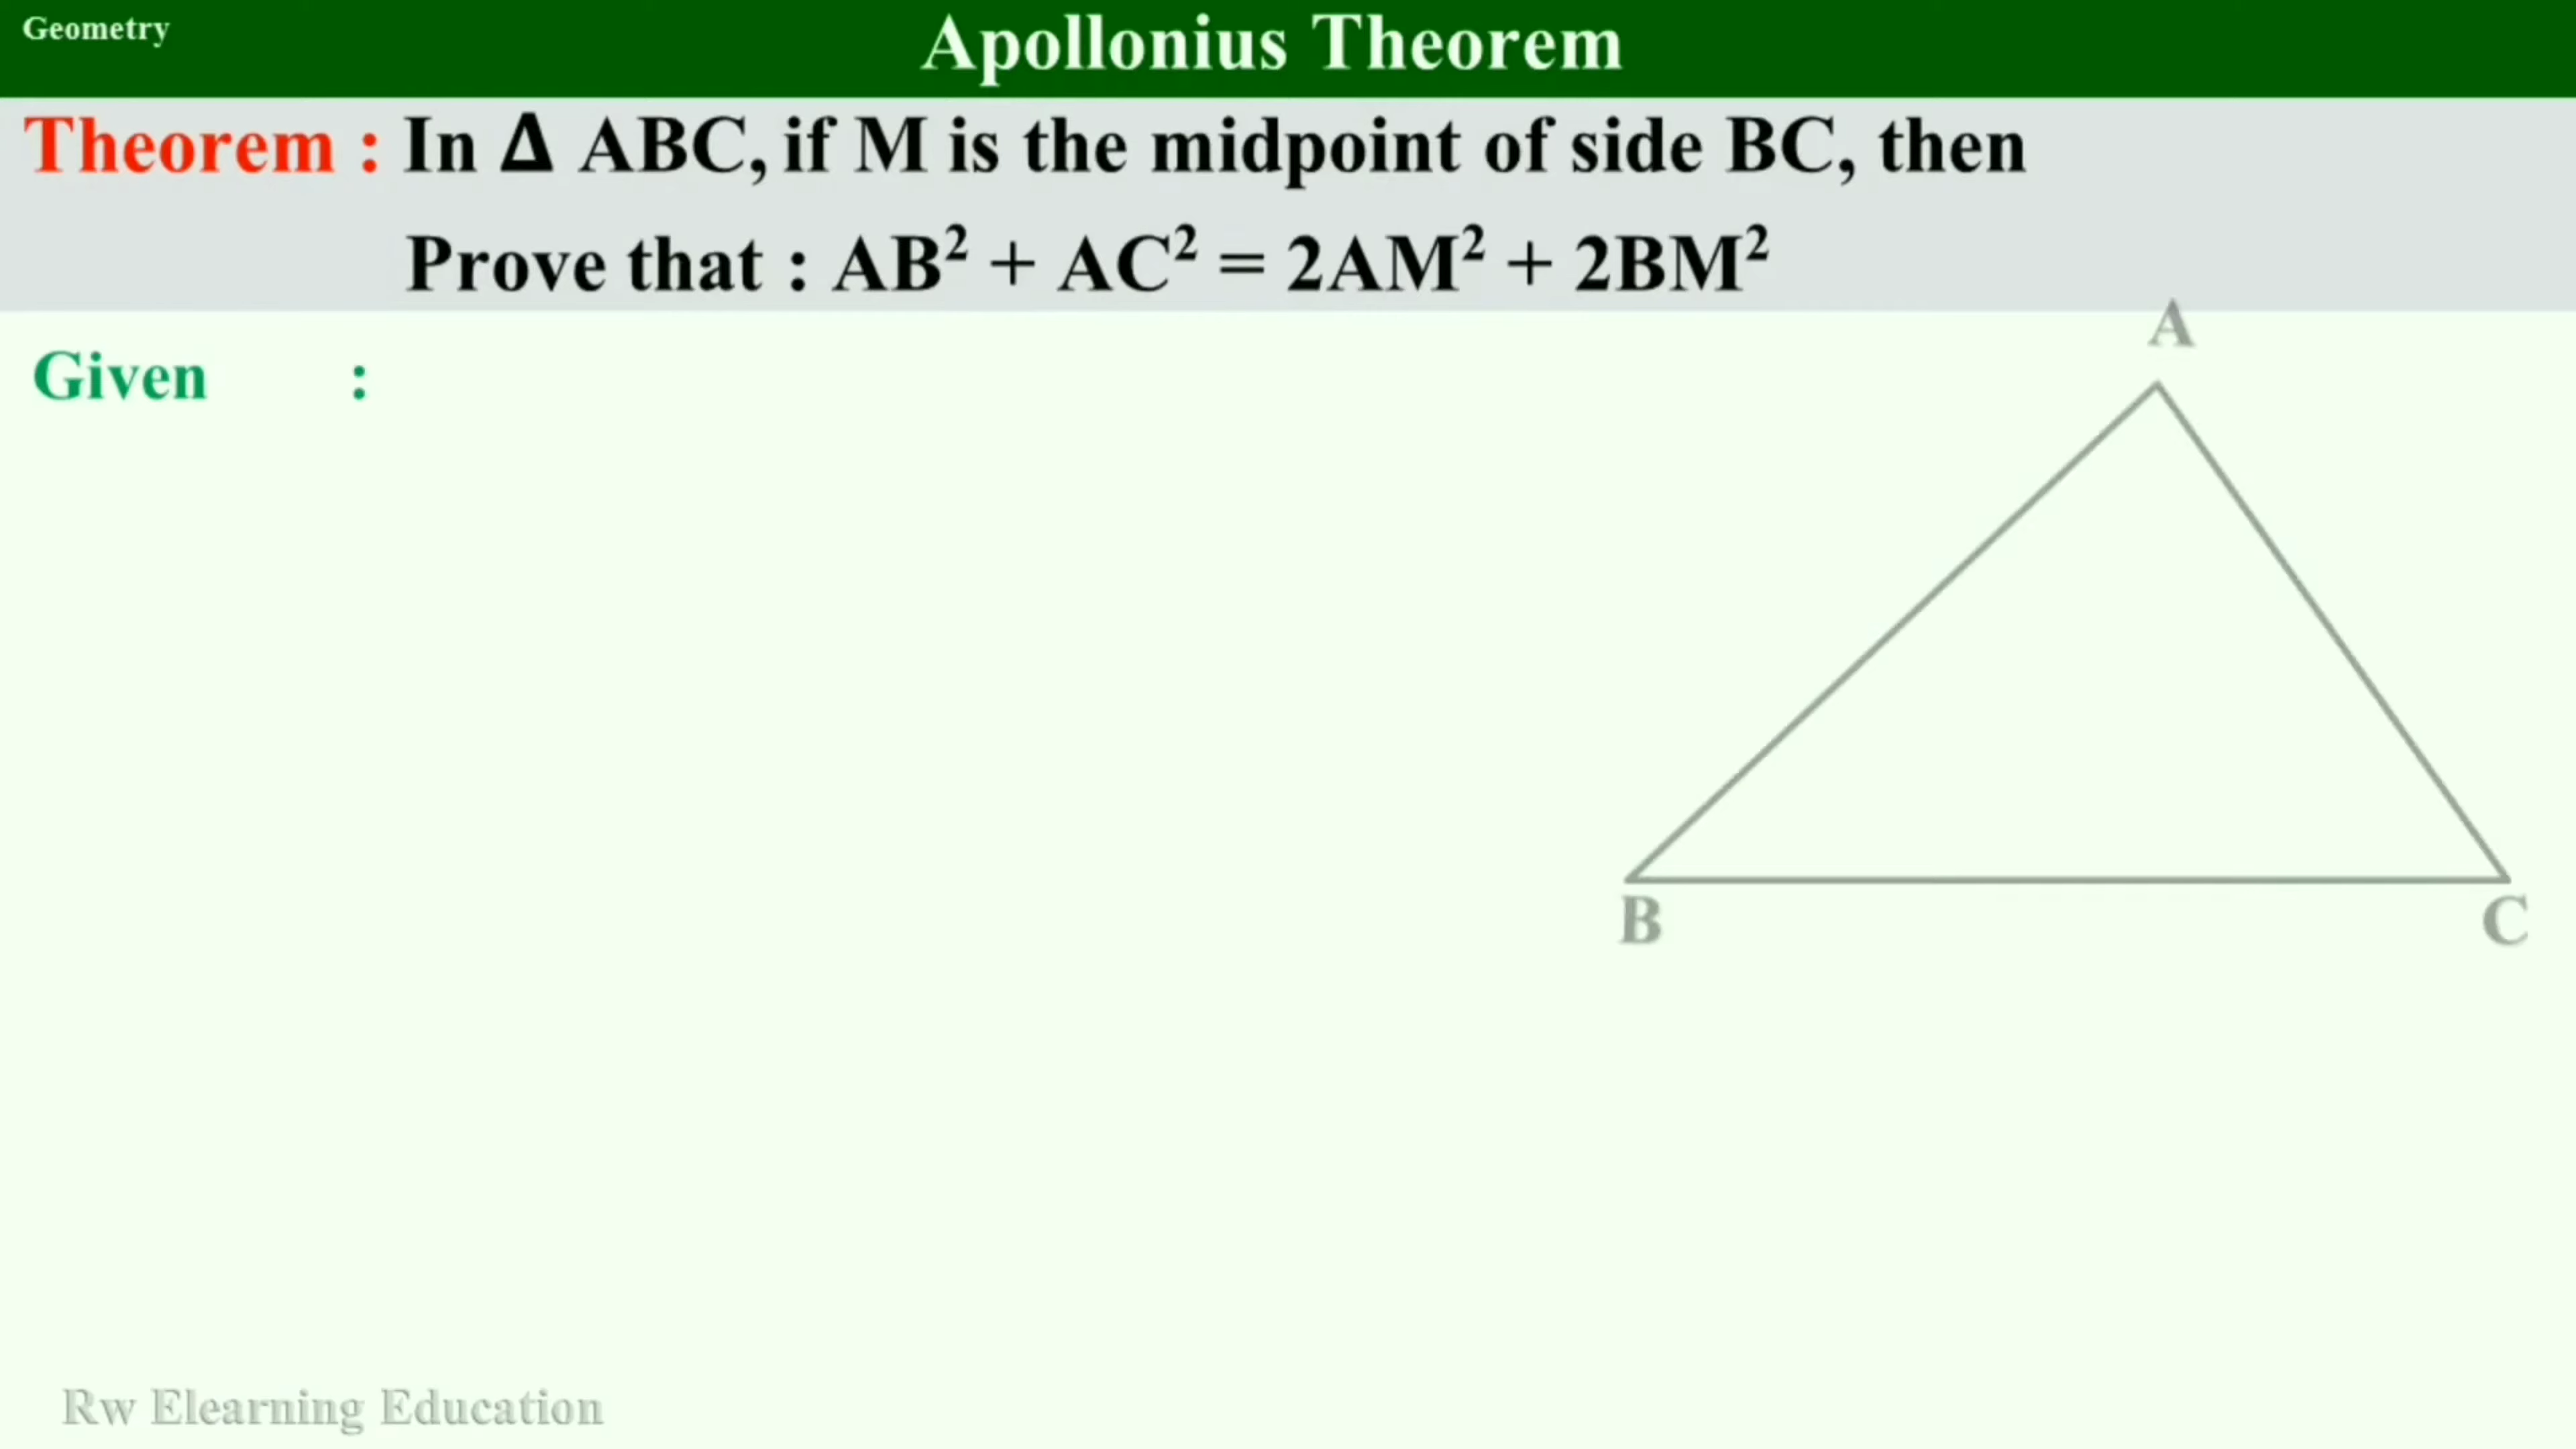 Geometry
Apollonius Theorem
Theorem : In Δ ABC, if M is the midpoint of side BC, then
Prove that : AB² + AC² = 2AM² + 2BM²
Given :
A
B
C
Rw Elearning Education